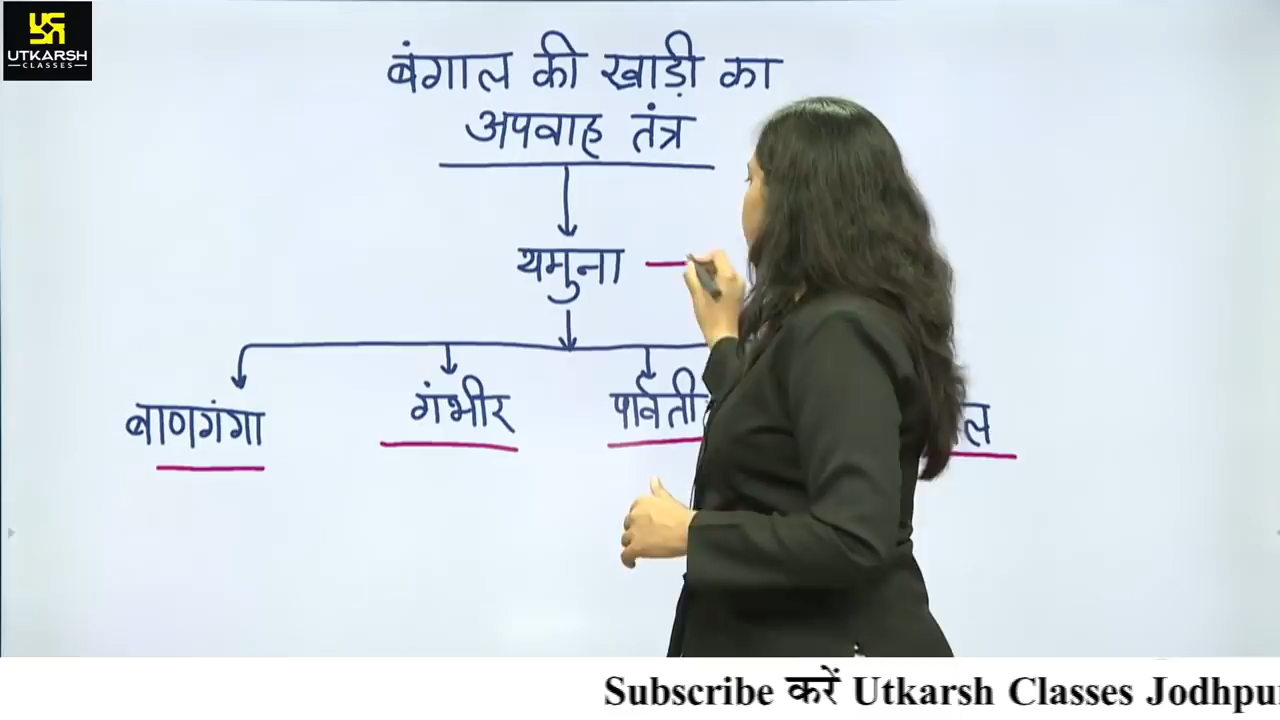 UTKARSH
CLASSES
बंगाल की खाड़ी का
अपवाह तंत्र
यमुना
बाणगंगा गंभीर पार्वती
Subscribe करें Utkarsh Classes Jodhpur